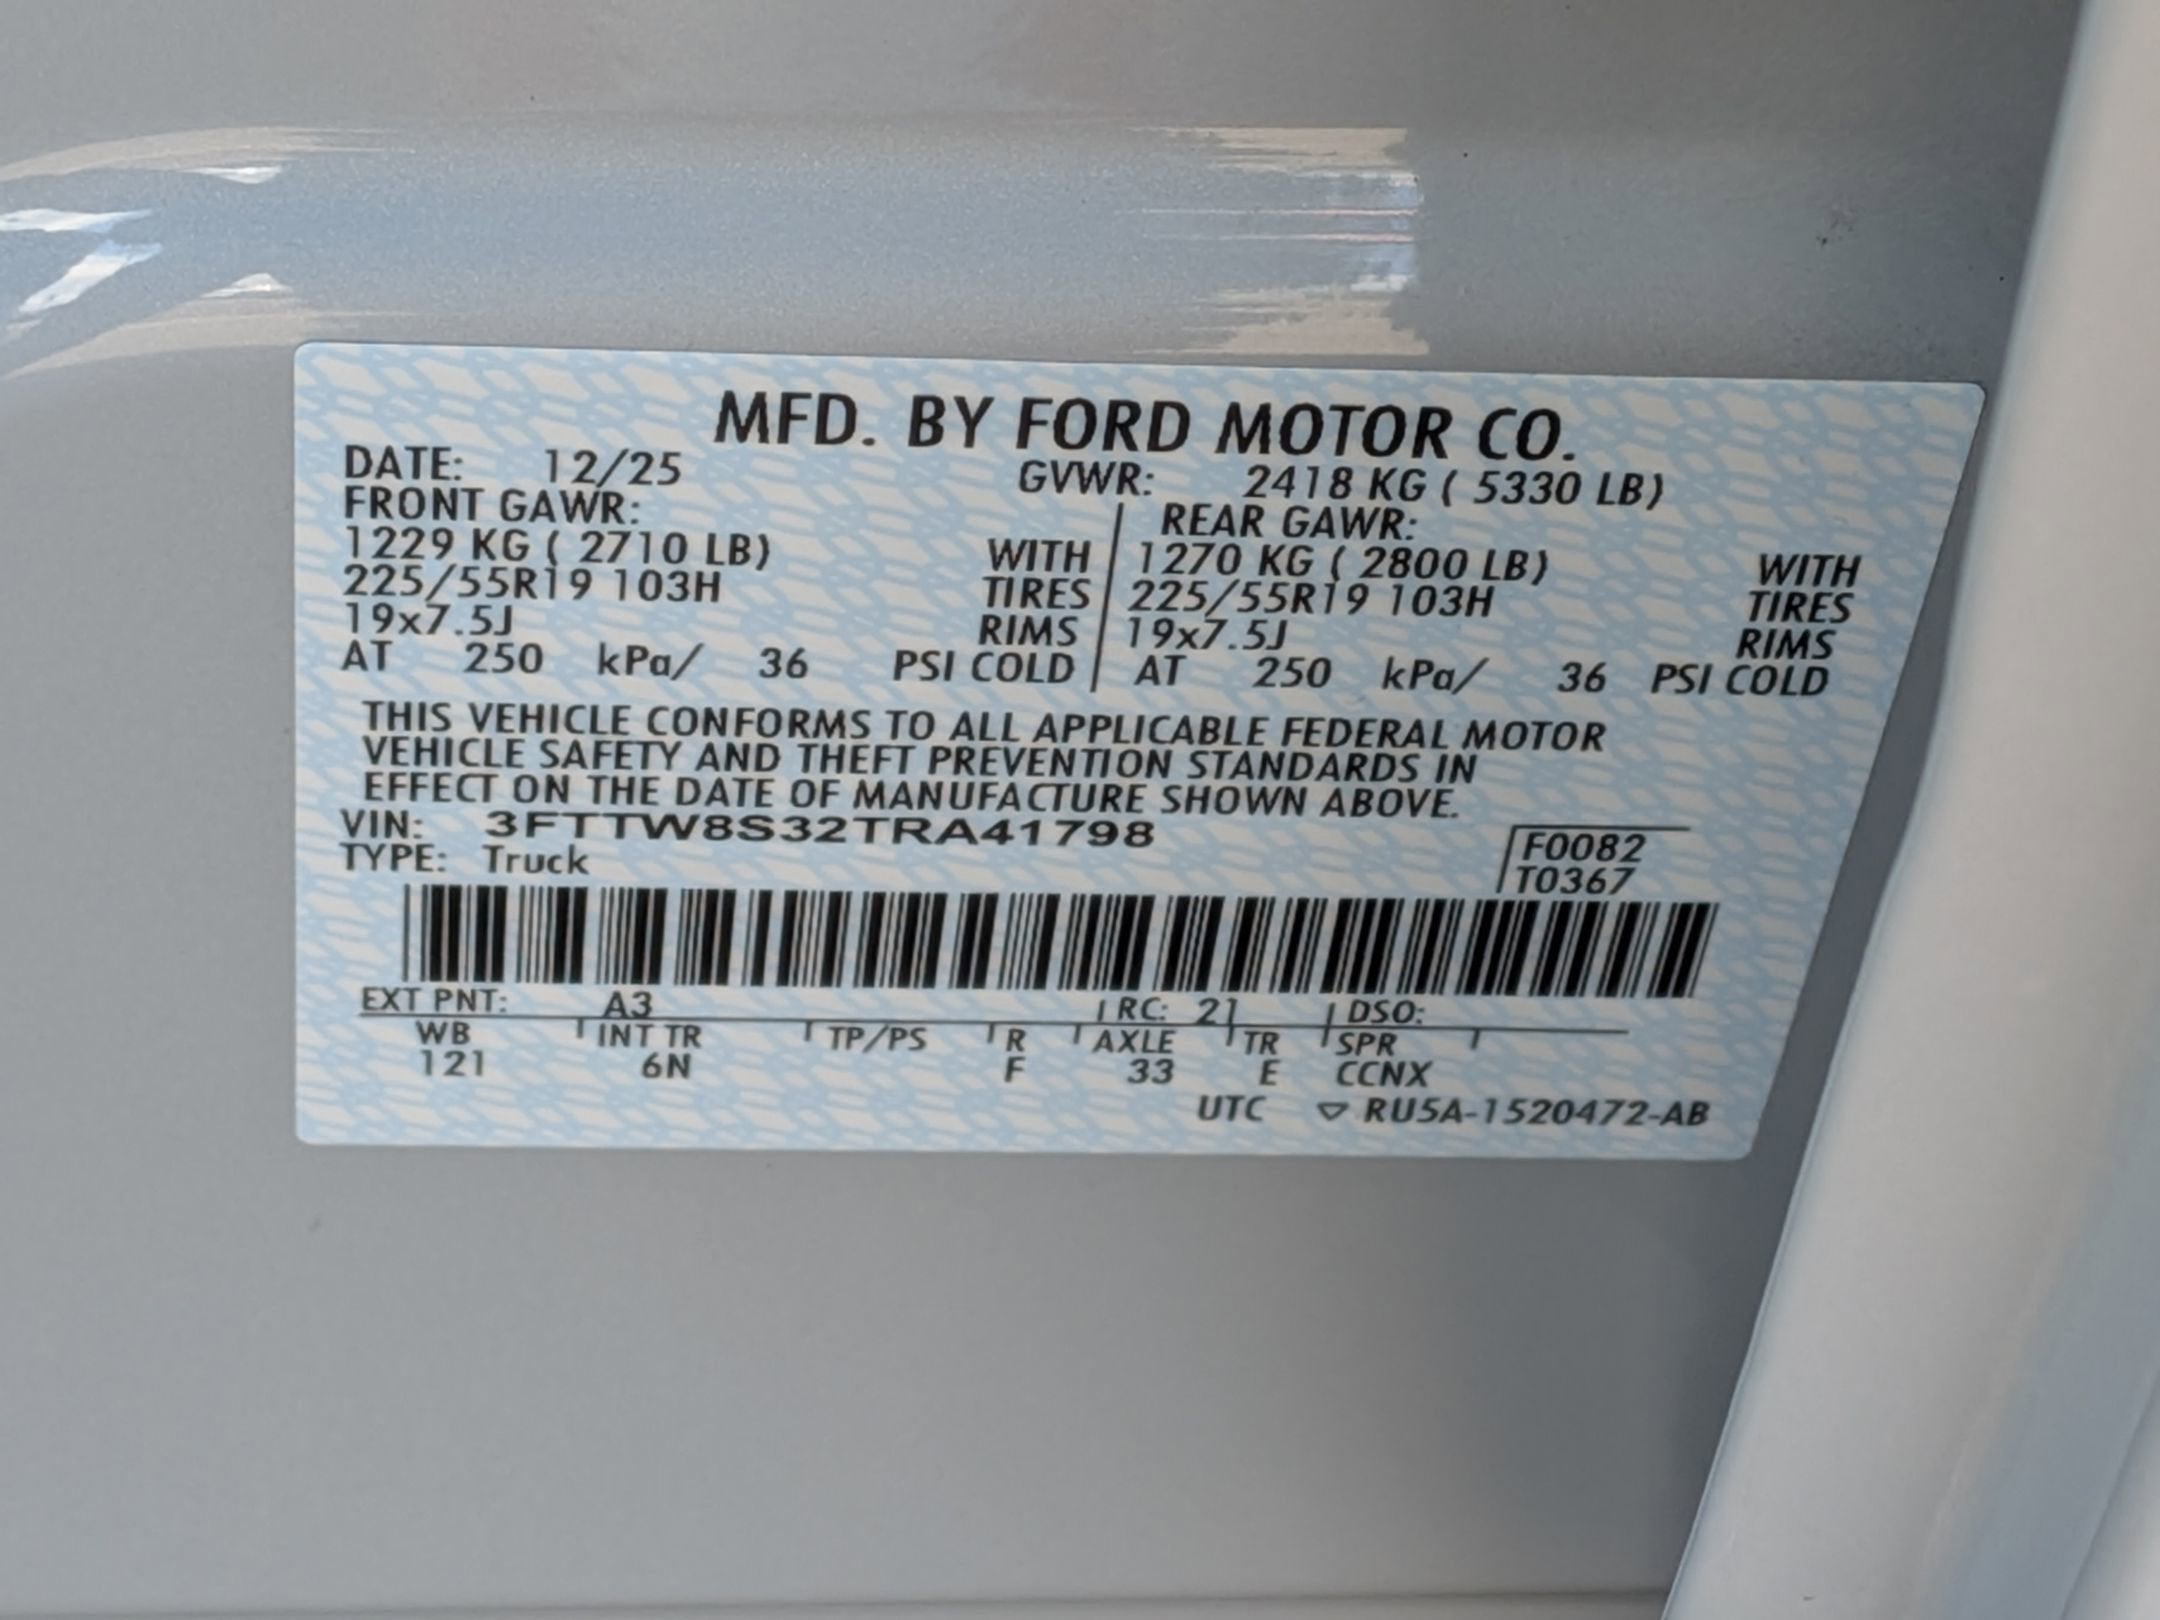 MFD. BY FORD MOTOR CO.
DATE: 12/25 GVWR: 2418 KG ( 5330 LB)
FRONT GAWR: REAR GAWR:
1229 KG ( 2710 LB) WITH 1270 KG ( 2800 LB) WITH
225/55R19 103H TIRES 225/55R19 103H TIRES
19x7.5J RIMS 19x7.5J RIMS
AT 250 kPa/ 36 PSI COLD AT 250 kPa/ 36 PSI COLD
THIS VEHICLE CONFORMS TO ALL APPLICABLE FEDERAL MOTOR
VEHICLE SAFETY AND THEFT PREVENTION STANDARDS IN
EFFECT ON THE DATE OF MANUFACTURE SHOWN ABOVE.
VIN: 3FTTW8S32TRA41798 F0082
TYPE: Truck T0367
EXT PNT: A3 RC: 21 DSO:
WB INT TR TP/PS R AXLE TR SPR
121 6N F 33 E CCNX
UTC ▽ RU5A-1520472-AB